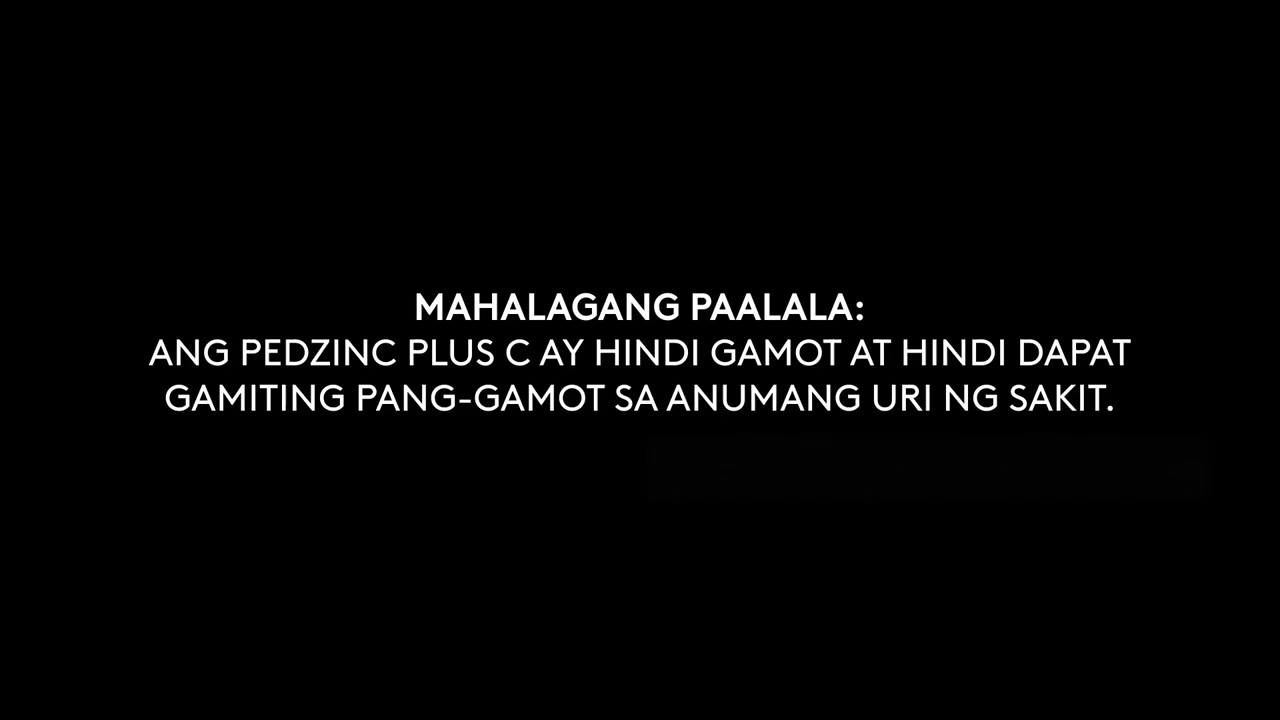 MAHALAGANG PAALALA:
ANG PEDZINC PLUS C AY HINDI GAMOT AT HINDI DAPAT
GAMITING PANG-GAMOT SA ANUMANG URI NG SAKIT.